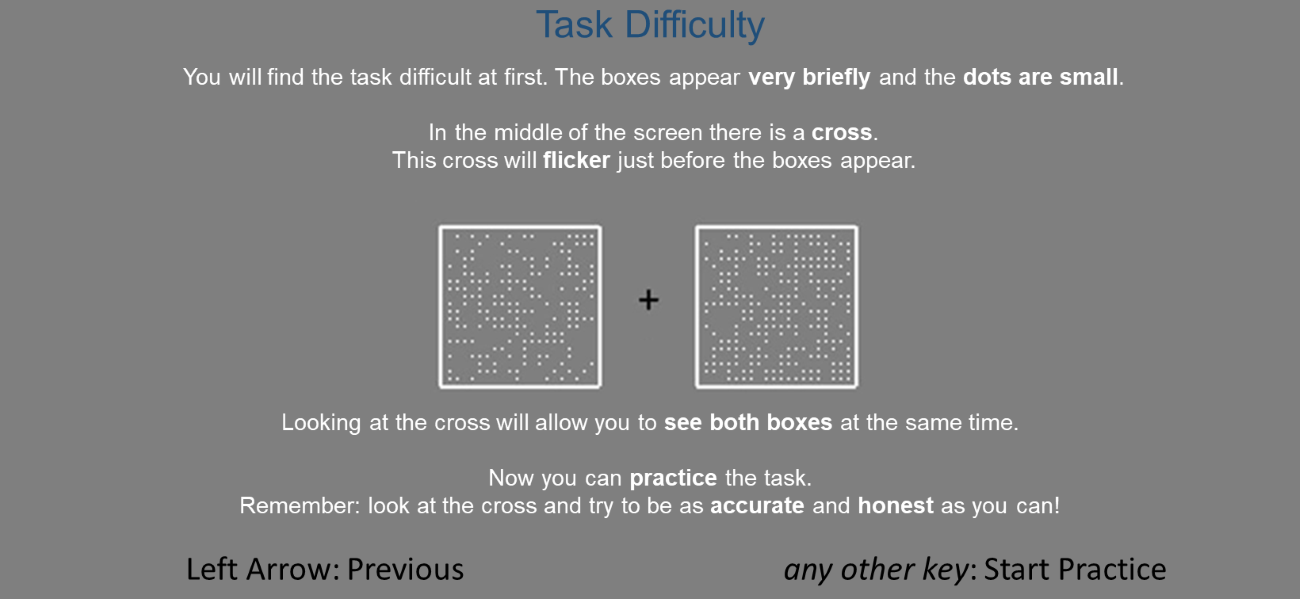 Task Difficulty
You will find the task difficult at first. The boxes appear very briefly and the dots are small.
In the middle of the screen there is a cross.
This cross will flicker just before the boxes appear.
+
Looking at the cross will allow you to see both boxes at the same time.
Now you can practice the task.
Remember: look at the cross and try to be as accurate and honest as you can!
Left Arrow: Previous
any other key: Start Practice